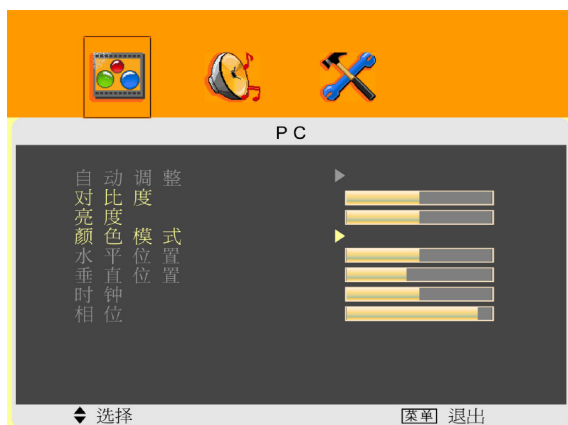 PC
自动调整
对比度
亮度
颜色模式
水平位置
垂直位置
时钟
相位
选择 菜单 退出